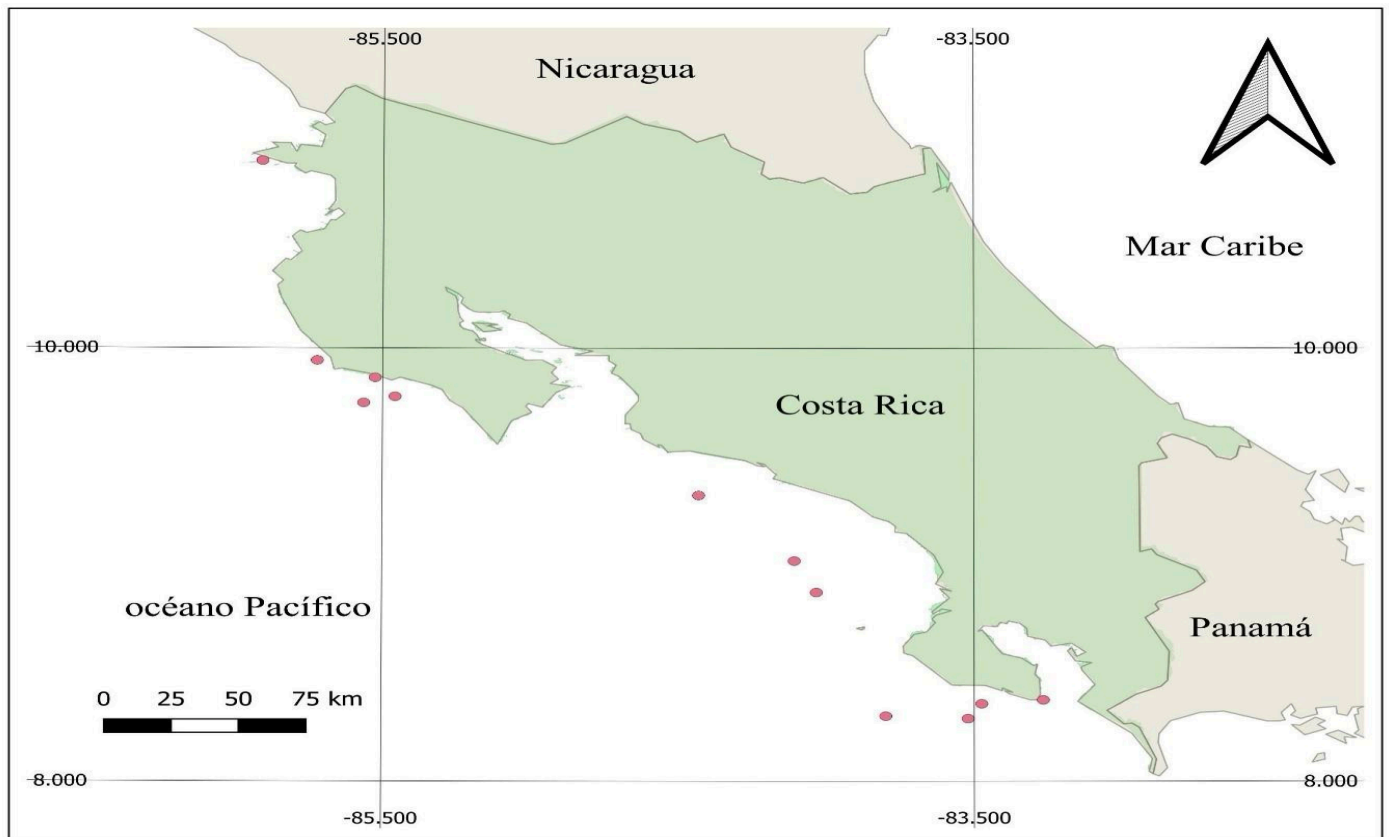 -85.500 -83.500
Nicaragua
Mar Caribe
10.000 10.000
Costa Rica
océano Pacífico
Panamá
0 25 50 75 km
8.000 8.000
-85.500 -83.500